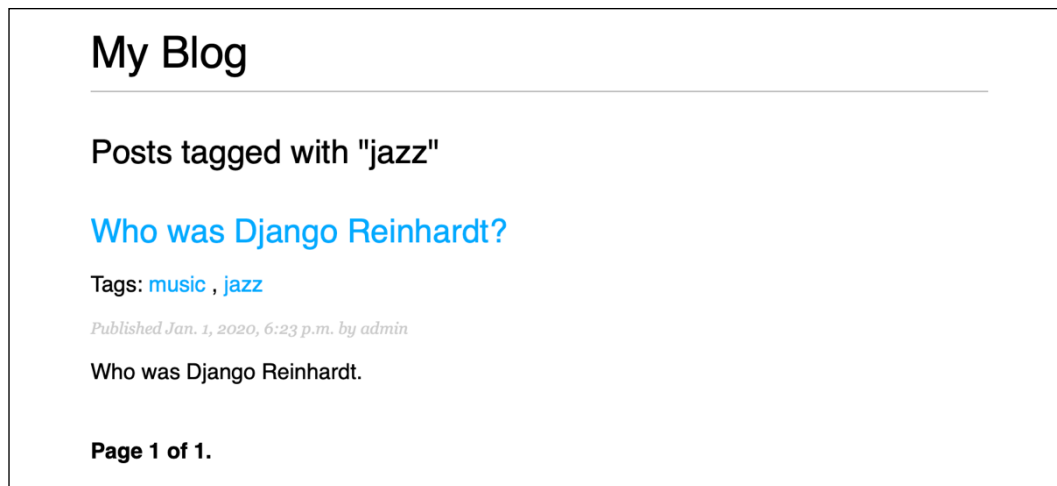 My Blog
Posts tagged with "jazz"
Who was Django Reinhardt?
Tags: music , jazz
Published Jan. 1, 2020, 6:23 p.m. by admin
Who was Django Reinhardt.
Page 1 of 1.